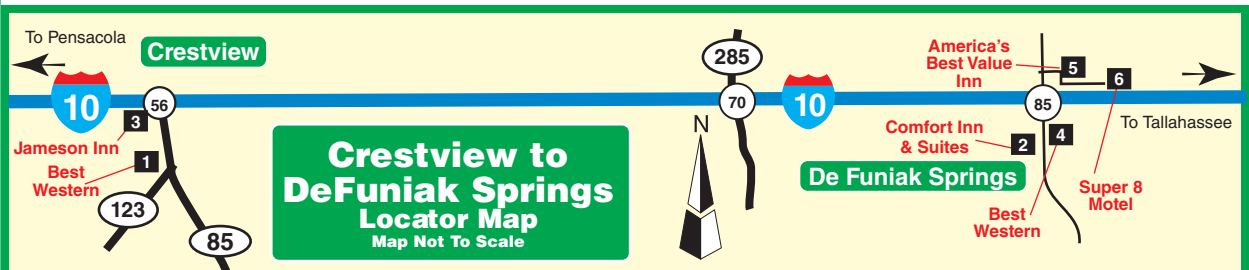 To Pensacola
Crestview
10
56
3
Jameson Inn
1
Best
Western
123
85
Crestview to
DeFuniak Springs
Locator Map
Map Not To Scale
N
285
70
10
America's
Best Value
Inn
5
6
85
To Tallahassee
Comfort Inn
& Suites
2
4
De Funiak Springs
Super 8
Motel
Best
Western